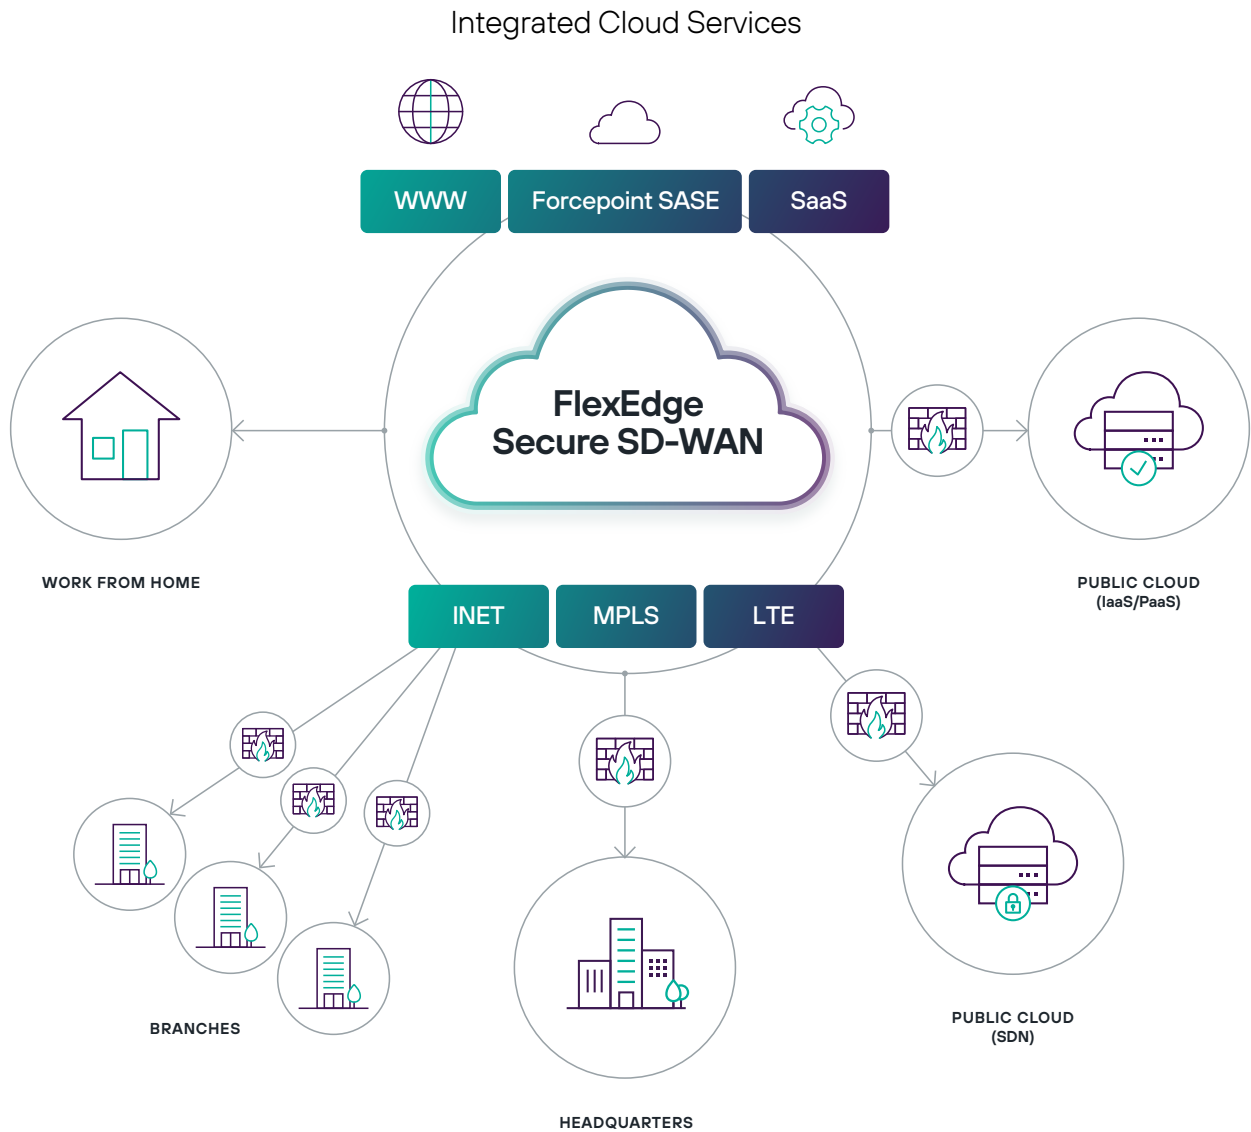 Integrated Cloud Services
WWW
Forcepoint SASE
SaaS
FlexEdge
Secure SD-WAN
WORK FROM HOME
PUBLIC CLOUD
(IaaS/PaaS)
INET
MPLS
LTE
BRANCHES
PUBLIC CLOUD
(SDN)
HEADQUARTERS